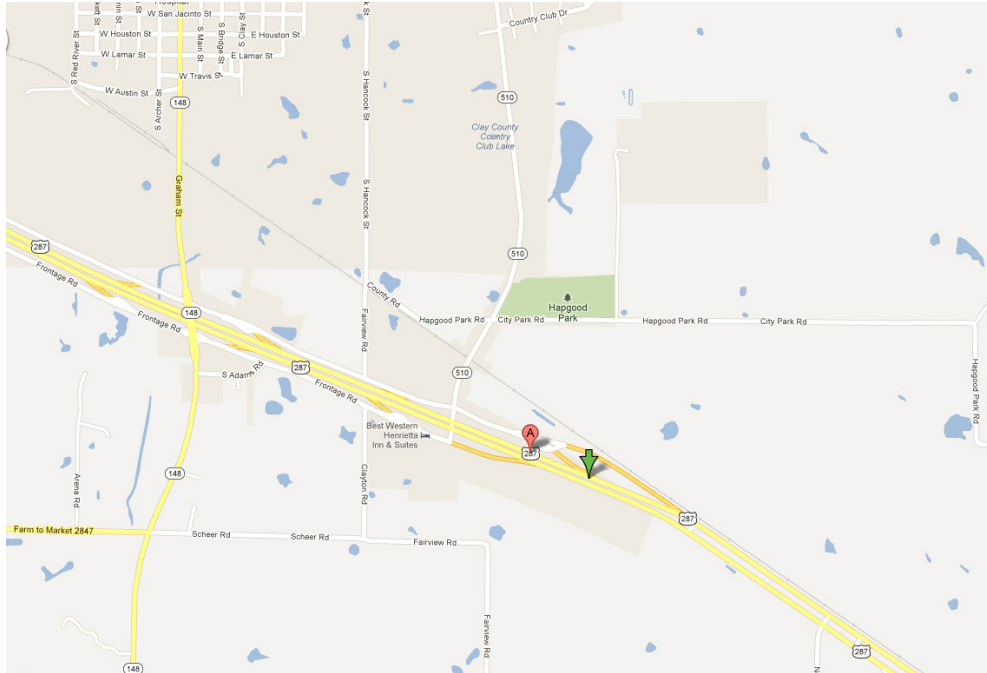 Hospital
W San Jacinto St
Country Club Dr
W Houston St
E Houston St
S Main St
S Bridge St
S Clay St
W Lamar St
E Lamar St
S Red River St
W Travis St
W Austin St
S Archer St
148
S Hancock St
510
Clay County
Country
Club Lake
Graham St
S Hancock St
287
510
Frontage Rd
County Rd
Hapgood
Park
148
Fairview Rd
Frontage Rd
Hapgood Park Rd
City Park Rd
Hapgood Park Rd
City Park Rd
287
S Adams Rd
Frontage Rd
510
Hapgood Park Rd
Best Western
Henrietta
Inn & Suites
A
287
148
Arena Rd
Clayton Rd
287
Farm to Market 2847
Scheer Rd
Scheer Rd
Fairview Rd
Fairview Rd
287
148